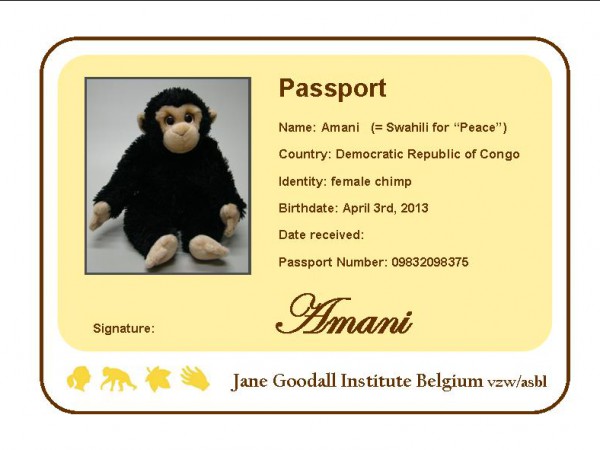 Passport
Name: Amani (= Swahili for “Peace”)
Country: Democratic Republic of Congo
Identity: female chimp
Birthdate: April 3rd, 2013
Date received:
Passport Number: 09832098375
Signature: Amani
Jane Goodall Institute Belgium vzw/asbl